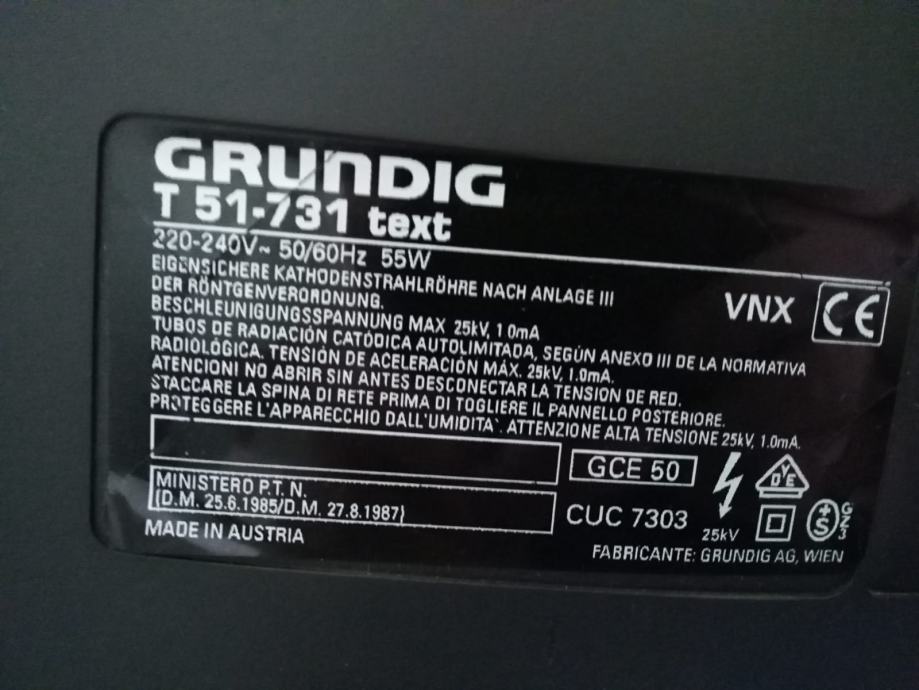 GRUNDIG
T 51-731 text
220-240V~ 50/60Hz 55W
EIGENSICHERE KATHODENSTRAHLRÖHRE NACH ANLAGE III
DER RÖNTGENVERORDNUNG.
BESCHLEUNIGUNGSSPANNUNG MAX 25kV, 1 0mA
TUBOS DE RADIACIÓN CATÓDICA AUTOLIMITADA, SEGÚN ANEXO III DE LA NORMATIVA
RADIOLÓGICA. TENSIÓN DE ACELERACIÓN MÁX. 25kV, 1.0mA.
ATENCIONI NO ABRIR SIN ANTES DESCONECTAR LA TENSION DE RED.
STACCARE LA SPINA DI RETE PRIMA DI TOGLIERE IL PANNELLO POSTERIORE.
PROTEGGERE L'APPARECCHIO DALL'UMIDITA`. ATTENZIONE ALTA TENSIONE 25kV, 1.0mA.
VNX CE
GCE 50
MINISTERO P.T. N.
(D.M. 25.6.1985/D.M. 27.8.1987)
CUC 7303
25kV
VDE
S
GZ3
MADE IN AUSTRIA
FABRICANTE: GRUNDIG AG, WIEN